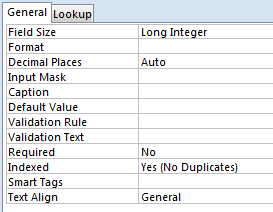 General Lookup
Field Size Long Integer
Format
Decimal Places Auto
Input Mask
Caption
Default Value
Validation Rule
Validation Text
Required No
Indexed Yes (No Duplicates)
Smart Tags
Text Align General